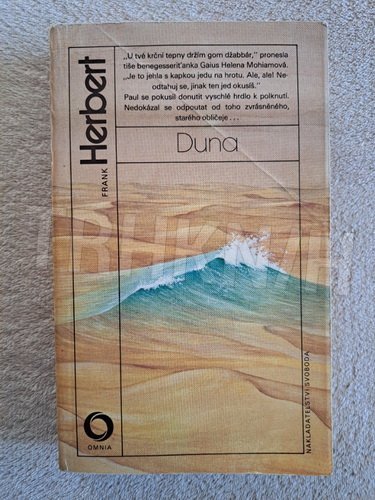 „U tvé krční tepny držím gom džabbár,“ pronesla
tiše benegesseriťanka Gaius Helena Mohiamová.
„Je to jehla s kapkou jedu na hrotu. Ale, ale! Ne-
odtahuj se, jinak ten jed okusíš.“
Paul se pokusil donutit vyschlé hrdlo k polknutí.
Nedokázal se odpoutat od toho zvrásněného,
starého obličeje . . .
FRANK
Herbert
Duna
TRHKNIH
OMNIA
NAKLADATELSTVÍ SVOBODA